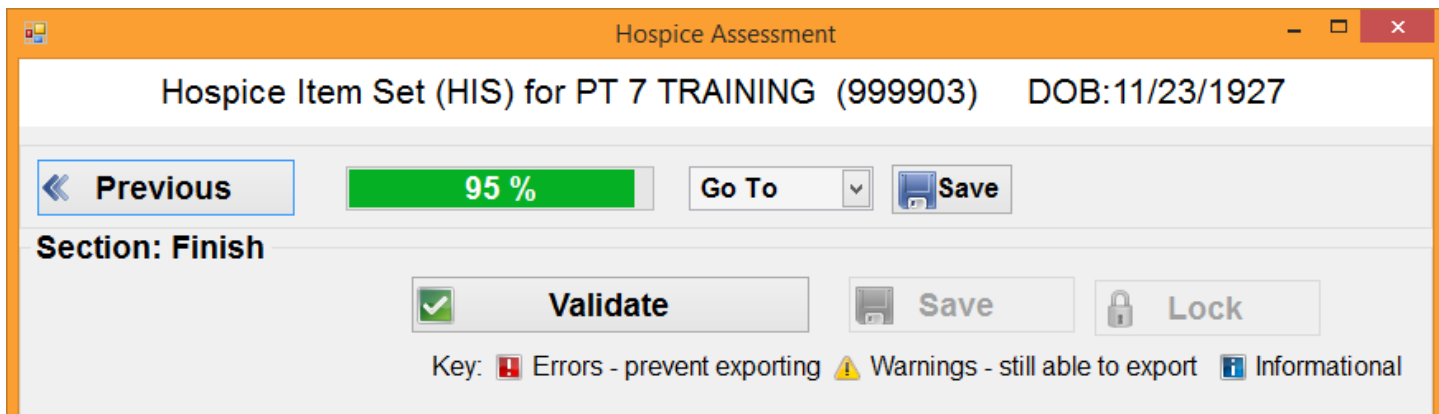 Hospice Assessment
Hospice Item Set (HIS) for PT 7 TRAINING (999903) DOB:11/23/1927
Previous 95 % Go To Save
Section: Finish
Validate Save Lock
Key: Errors - prevent exporting Warnings - still able to export Informational